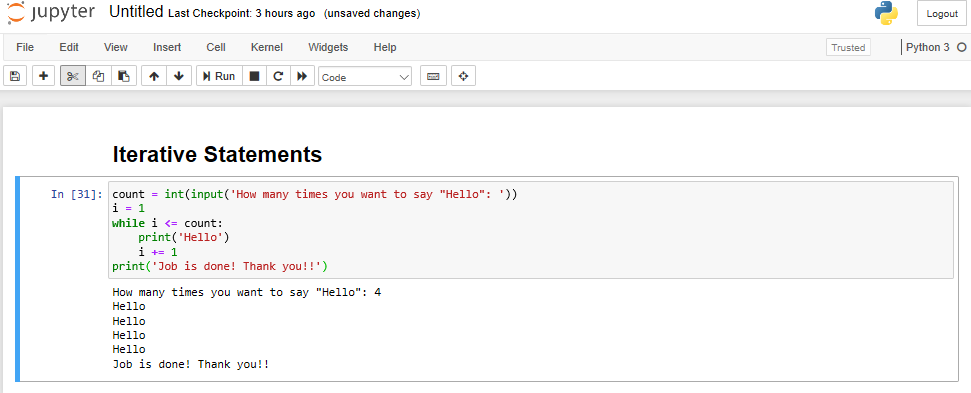 jupyter Untitled Last Checkpoint: 3 hours ago (unsaved changes) Logout
File Edit View Insert Cell Kernel Widgets Help Trusted Python 3
Run Code
Iterative Statements
In [31]: count = int(input('How many times you want to say "Hello": '))
i = 1
while i <= count:
    print('Hello')
    i += 1
print('Job is done! Thank you!!')
How many times you want to say "Hello": 4
Hello
Hello
Hello
Hello
Job is done! Thank you!!